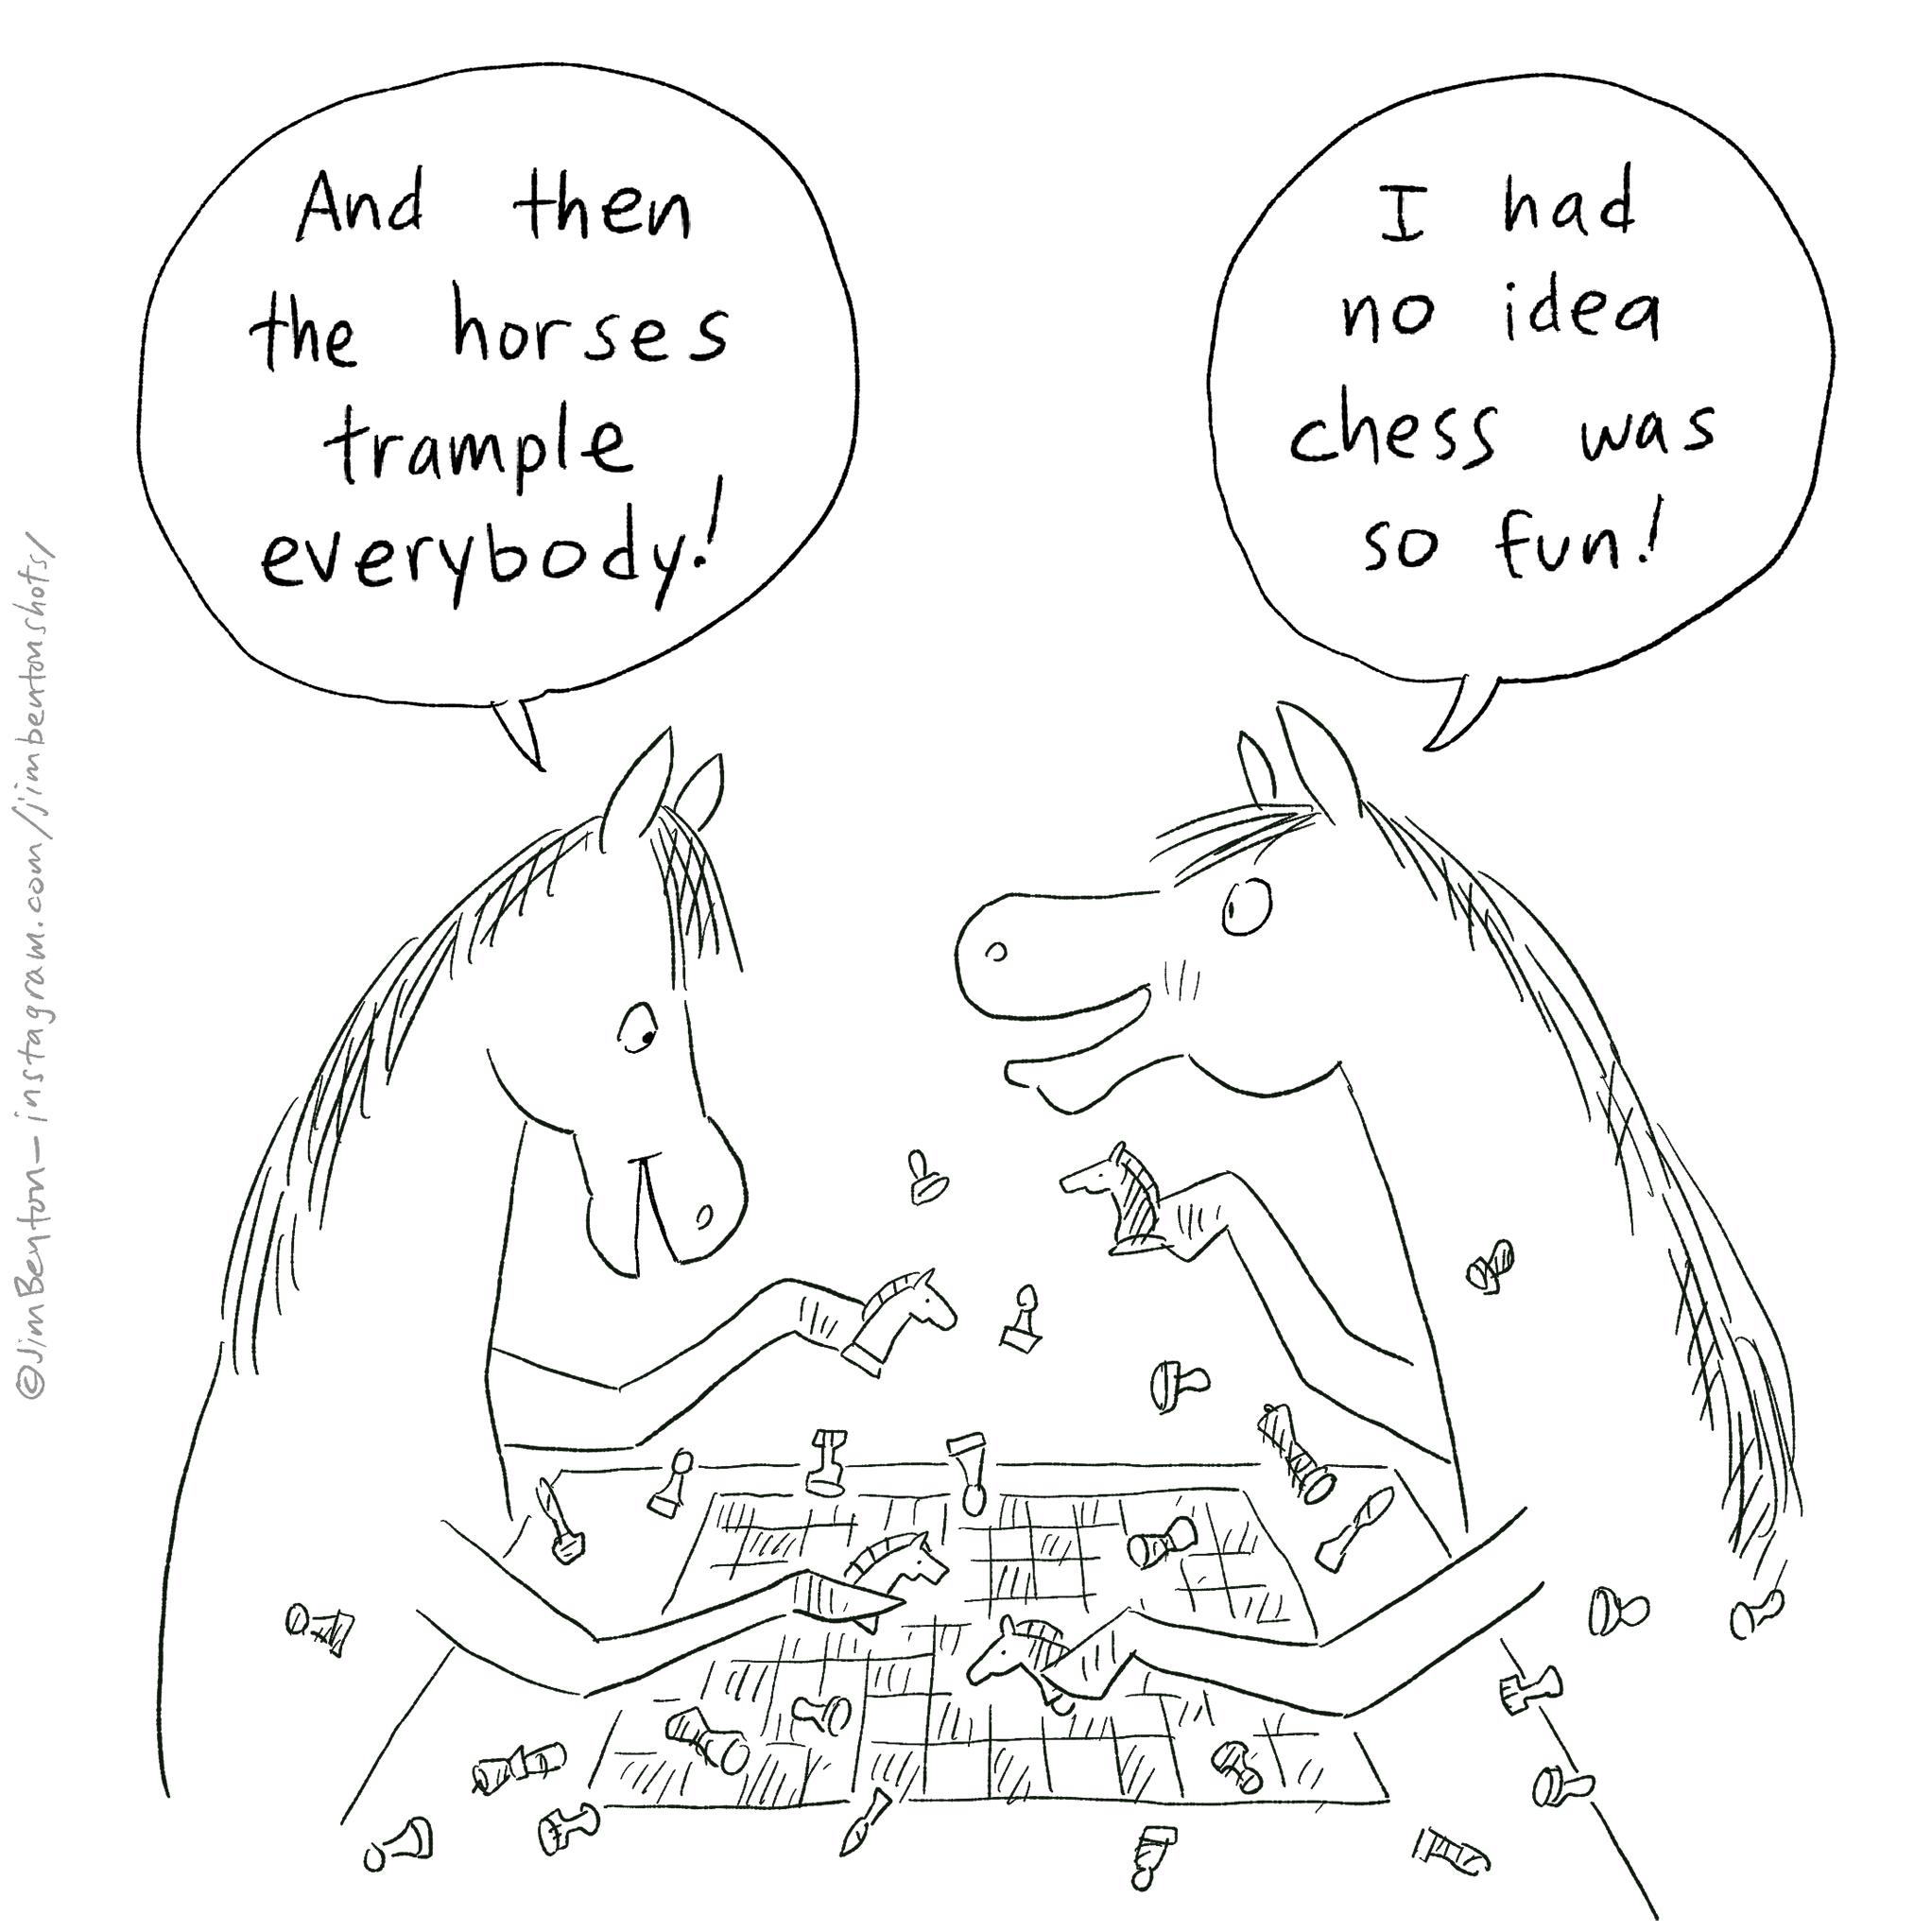 And then
the horses
trample
everybody!
I had
no idea
chess was
so fun!
©JimBenton-instagram.com/jimbentonshots/